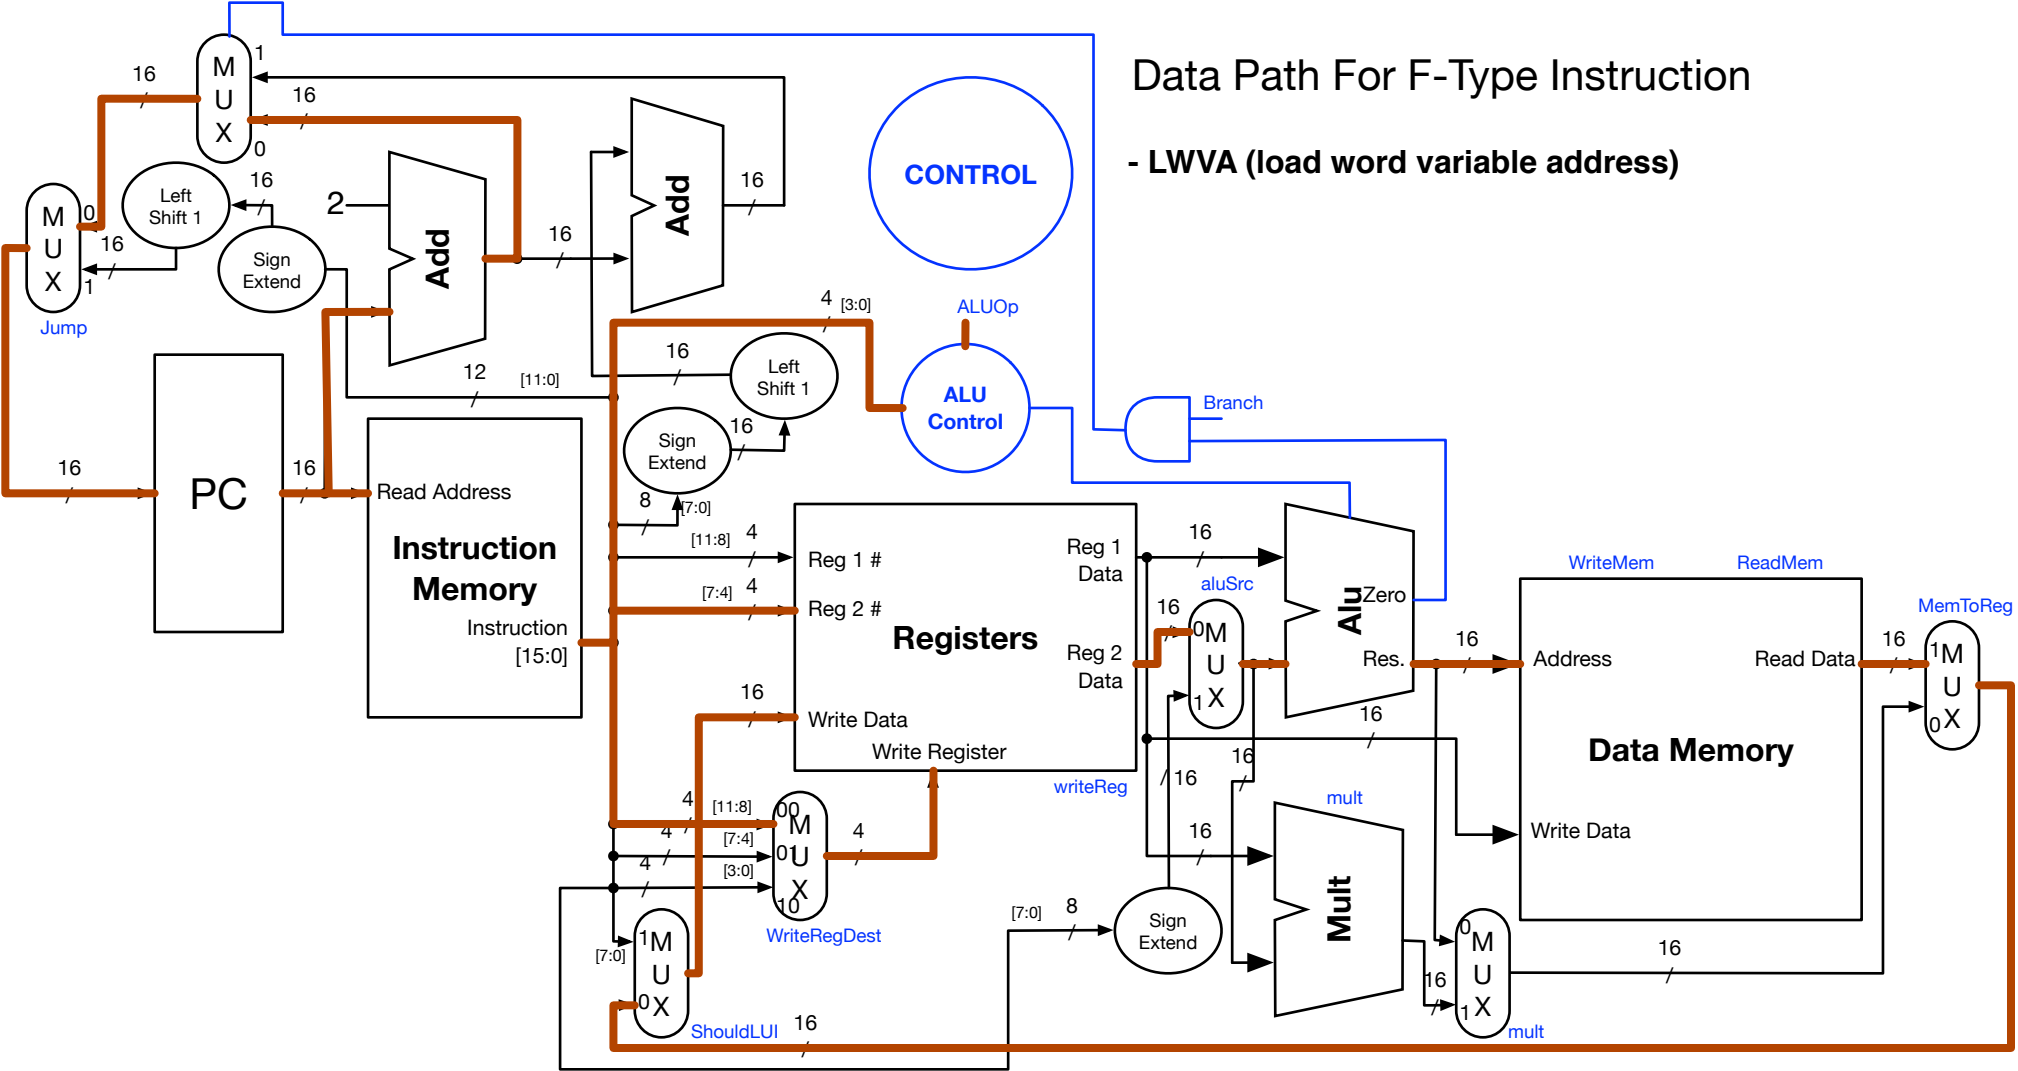 Data Path For F-Type Instruction
- LWVA (load word variable address)
M
U
X
1
0
16
16
M
U
X
0
1
Jump
Left
Shift 1
16
16
Sign
Extend
2
Add
16
Add
16
CONTROL
12
[11:0]
4
[3:0]
ALUOp
ALU
Control
Left
Shift 1
16
Sign
Extend
16
8
[7:0]
Branch
16
PC
16
Read Address
Instruction
Memory
Instruction
[15:0]
[11:8]
4
[7:4]
4
16
Reg 1 #
Reg 2 #
Registers
Write Data
Write Register
Reg 1
Data
Reg 2
Data
writeReg
16
aluSrc
16
0
M
U
X
1
Alu
Zero
Res.
16
16
16
16
WriteMem
ReadMem
Address
Read Data
Data Memory
Write Data
16
MemToReg
1
M
U
X
0
4
[11:8]
4
[7:4]
4
[3:0]
00
M
01
U
X
10
WriteRegDest
4
[7:0]
1
M
U
X
0
ShouldLUI
16
[7:0]
8
Sign
Extend
16
mult
Mult
16
0
M
U
X
1
mult
16